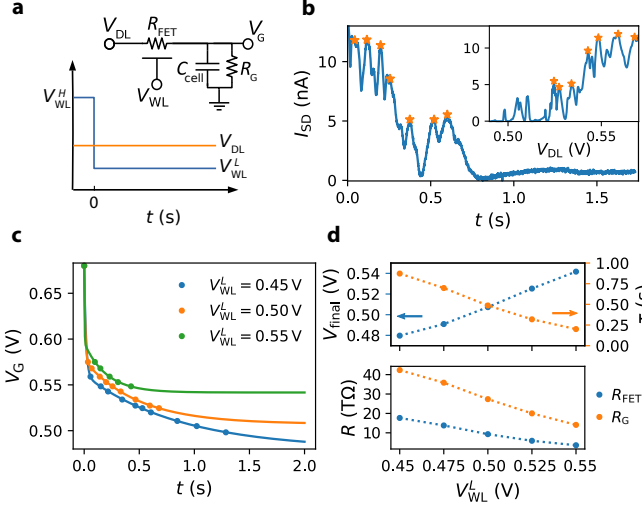 a
V_DL
R_FET
V_G
C_cell
R_G
V_WL
V_WL^H
V_DL
V_WL^L
0
t (s)
b
I_SD (nA)
10
5
0
0.0 0.5 1.0 1.5
t (s)
10
5
0
0.50 0.55
V_DL (V)
c
V_G (V)
0.65
0.60
0.55
0.50
0.0 0.5 1.0 1.5 2.0
t (s)
V_WL^L = 0.45 V
V_WL^L = 0.50 V
V_WL^L = 0.55 V
d
V_final (V)
0.54
0.52
0.50
0.48
1.00
0.75
0.50
0.25
0.00
(s)
R (TΩ)
40
30
20
10
R_FET
R_G
0.45 0.475 0.50 0.525 0.55
V_WL^L (V)